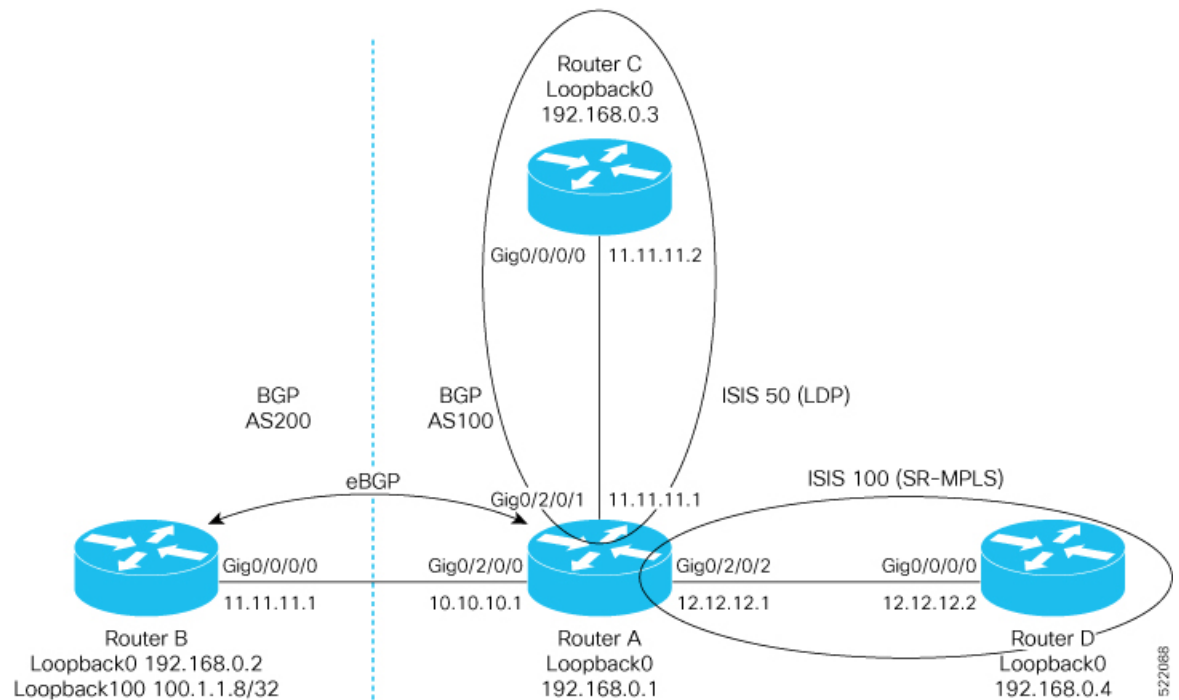 Router C
Loopback0
192.168.0.3
Gig0/0/0/0
11.11.11.2
BGP
AS200
BGP
AS100
ISIS 50 (LDP)
eBGP
Gig0/2/0/1
11.11.11.1
ISIS 100 (SR-MPLS)
Gig0/0/0/0
11.11.11.1
Gig0/2/0/0
10.10.10.1
Gig0/2/0/2
12.12.12.1
Gig0/0/0/0
12.12.12.2
Router B
Loopback0 192.168.0.2
Loopback100 100.1.1.8/32
Router A
Loopback0
192.168.0.1
Router D
Loopback0
192.168.0.4
522088